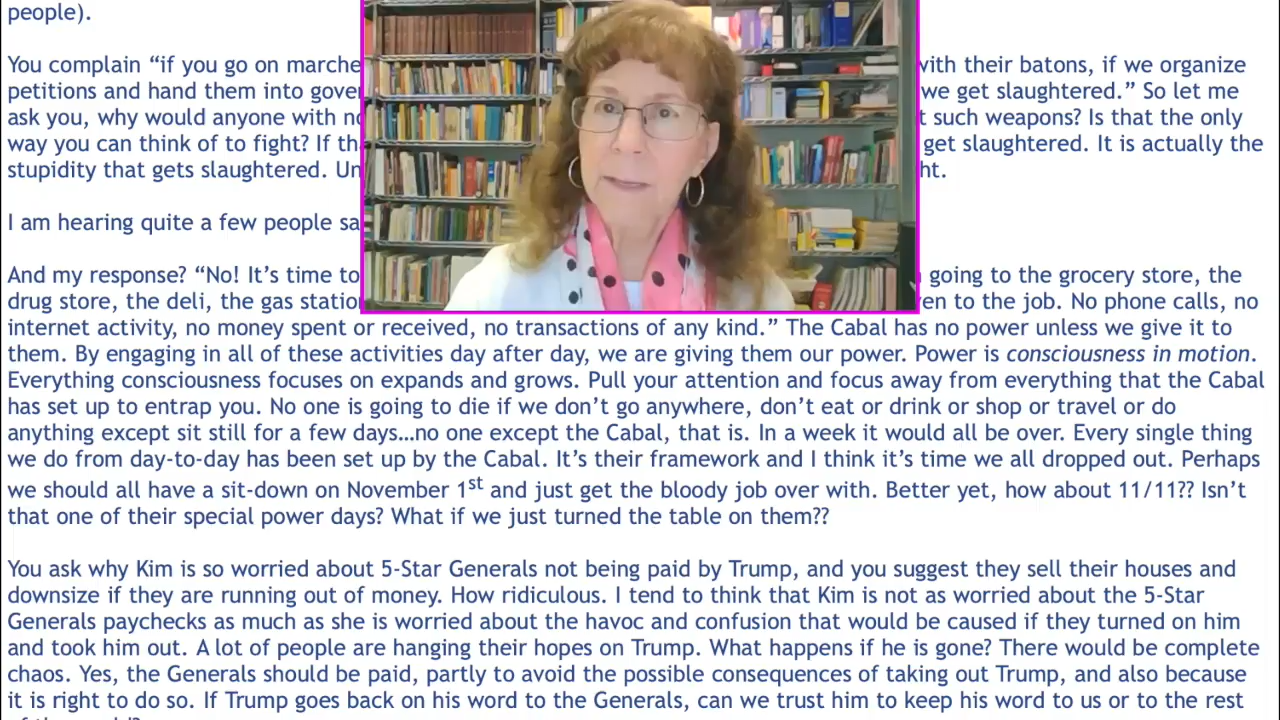 people).
You complain “if you go on marche with their batons, if we organize
petitions and hand them into gover we get slaughtered.” So let me
ask you, why would anyone with no t such weapons? Is that the only
way you can think of to fight? If th get slaughtered. It is actually the
stupidity that gets slaughtered. Un ht.
I am hearing quite a few people sa
And my response? “No! It’s time to going to the grocery store, the
drug store, the deli, the gas station en to the job. No phone calls, no
internet activity, no money spent or received, no transactions of any kind.” The Cabal has no power unless we give it to
them. By engaging in all of these activities day after day, we are giving them our power. Power is consciousness in motion.
Everything consciousness focuses on expands and grows. Pull your attention and focus away from everything that the Cabal
has set up to entrap you. No one is going to die if we don’t go anywhere, don’t eat or drink or shop or travel or do
anything except sit still for a few days…no one except the Cabal, that is. In a week it would all be over. Every single thing
we do from day-to-day has been set up by the Cabal. It’s their framework and I think it’s time we all dropped out. Perhaps
we should all have a sit-down on November 1st and just get the bloody job over with. Better yet, how about 11/11?? Isn’t
that one of their special power days? What if we just turned the table on them??
You ask why Kim is so worried about 5-Star Generals not being paid by Trump, and you suggest they sell their houses and
downsize if they are running out of money. How ridiculous. I tend to think that Kim is not as worried about the 5-Star
Generals paychecks as much as she is worried about the havoc and confusion that would be caused if they turned on him
and took him out. A lot of people are hanging their hopes on Trump. What happens if he is gone? There would be complete
chaos. Yes, the Generals should be paid, partly to avoid the possible consequences of taking out Trump, and also because
it is right to do so. If Trump goes back on his word to the Generals, can we trust him to keep his word to us or to the rest